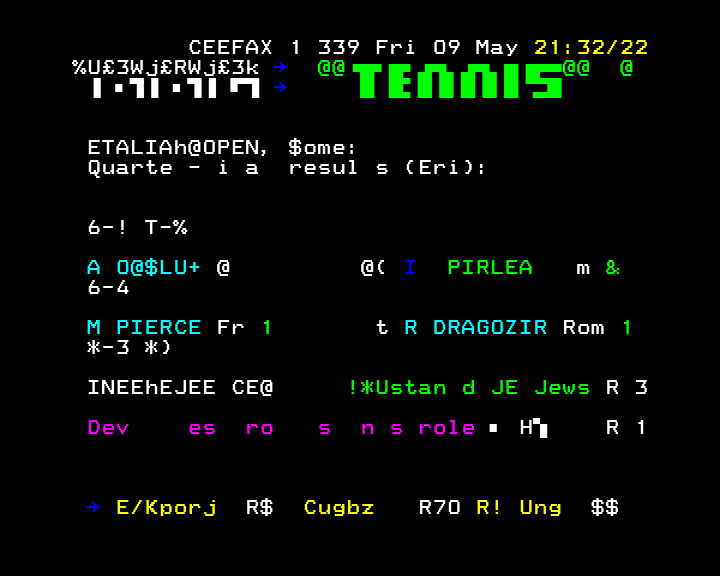 CEEFAX 1 339 Fri 09 May 21:32/22
%U£3Wj£RWj£3k → @@ TENNIS @@ @
→
ETALIAh@OPEN, $ome:
Quarte - i a resul s (Eri):
6-! T-%
A O@$LU+ @ @( I PIRLEA m &
6-4
M PIERCE Fr 1 t R DRAGOZIR Rom 1
*-3 *)
INEEhEJEE CE@ !*Ustan d JE Jews R 3
Dev es ro s n s role ▪ H R 1
→ E/Kporj R$ Cugbz R70 R! Ung $$